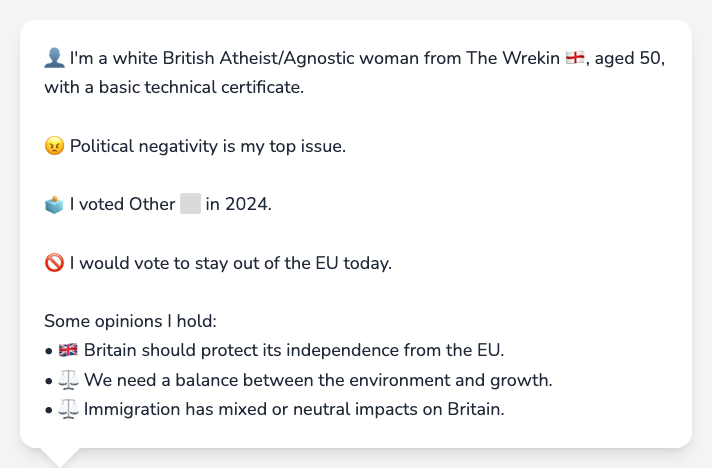 👤 I'm a white British Atheist/Agnostic woman from The Wrekin 🏴󠁧󠁢󠁥󠁮󠁧󠁿, aged 50,
with a basic technical certificate.
😠 Political negativity is my top issue.
🗳️ I voted Other ⬜ in 2024.
🚫 I would vote to stay out of the EU today.
Some opinions I hold:
• 🇬🇧 Britain should protect its independence from the EU.
• ⚖️ We need a balance between the environment and growth.
• ⚖️ Immigration has mixed or neutral impacts on Britain.